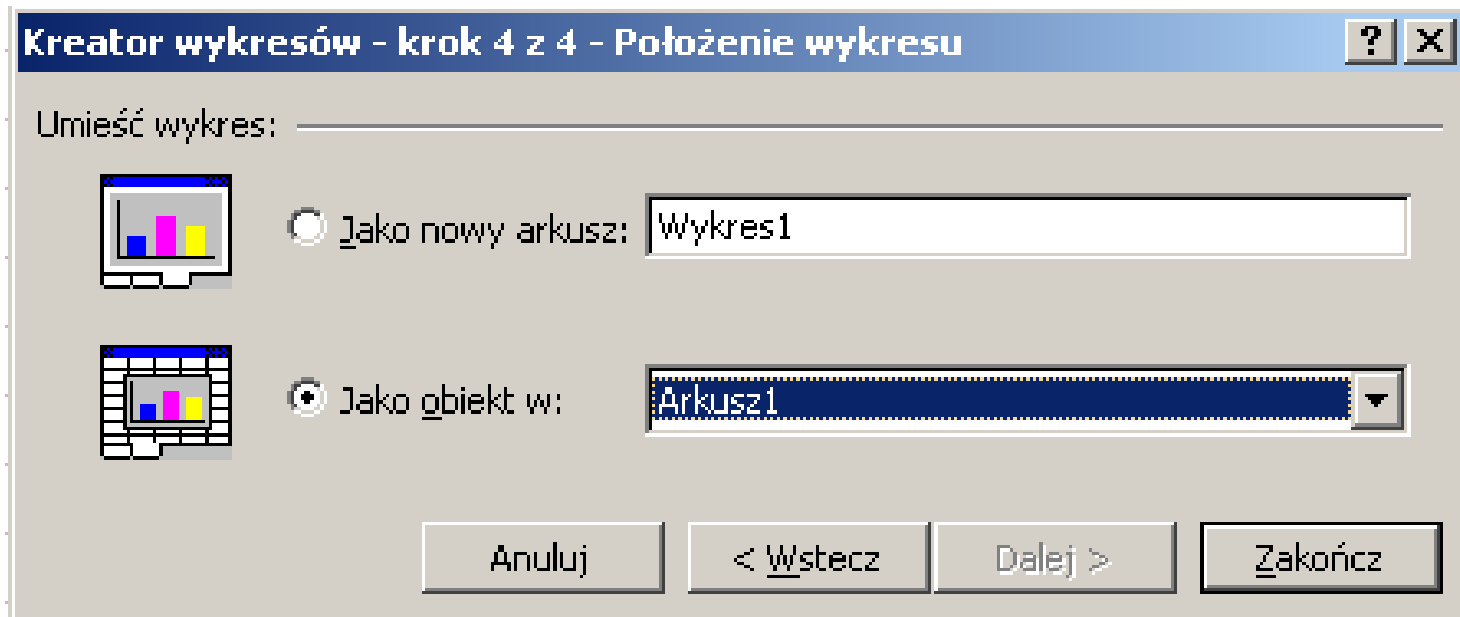 Kreator wykresów - krok 4 z 4 - Położenie wykresu
Umieść wykres:
Jako nowy arkusz: Wykres1
Jako obiekt w: Arkusz1
Anuluj < Wstecz Dalej > Zakończ